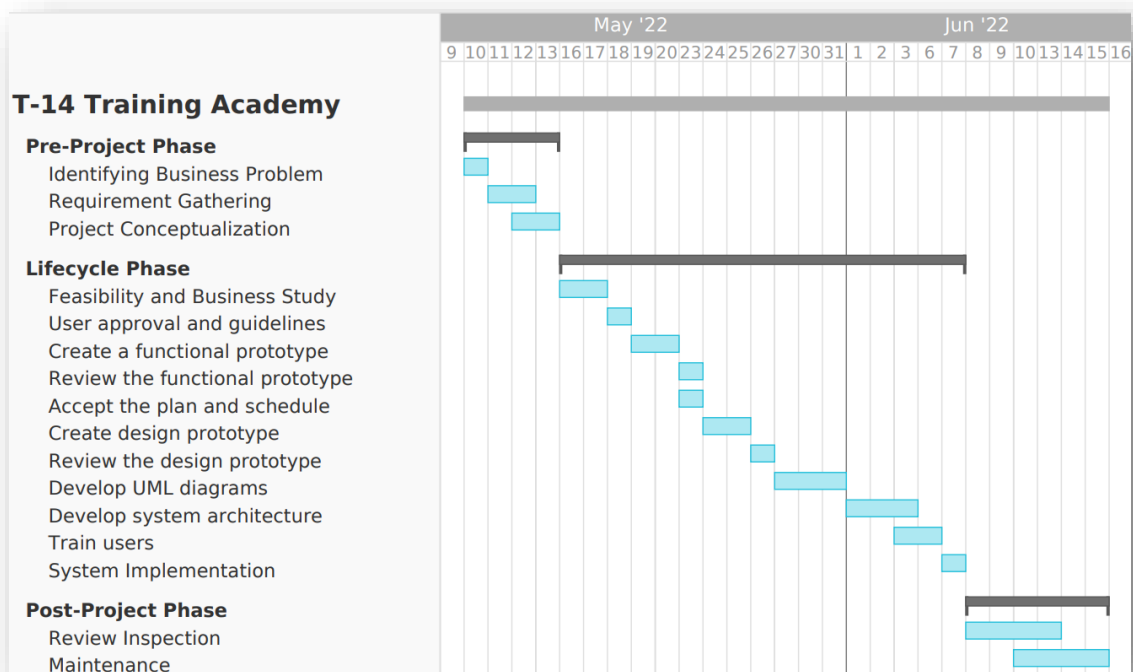 May '22 Jun '22
9 10 11 12 13 16 17 18 19 20 23 24 25 26 27 30 31 1 2 3 6 7 8 9 10 13 14 15 16
T-14 Training Academy
Pre-Project Phase
Identifying Business Problem
Requirement Gathering
Project Conceptualization
Lifecycle Phase
Feasibility and Business Study
User approval and guidelines
Create a functional prototype
Review the functional prototype
Accept the plan and schedule
Create design prototype
Review the design prototype
Develop UML diagrams
Develop system architecture
Train users
System Implementation
Post-Project Phase
Review Inspection
Maintenance